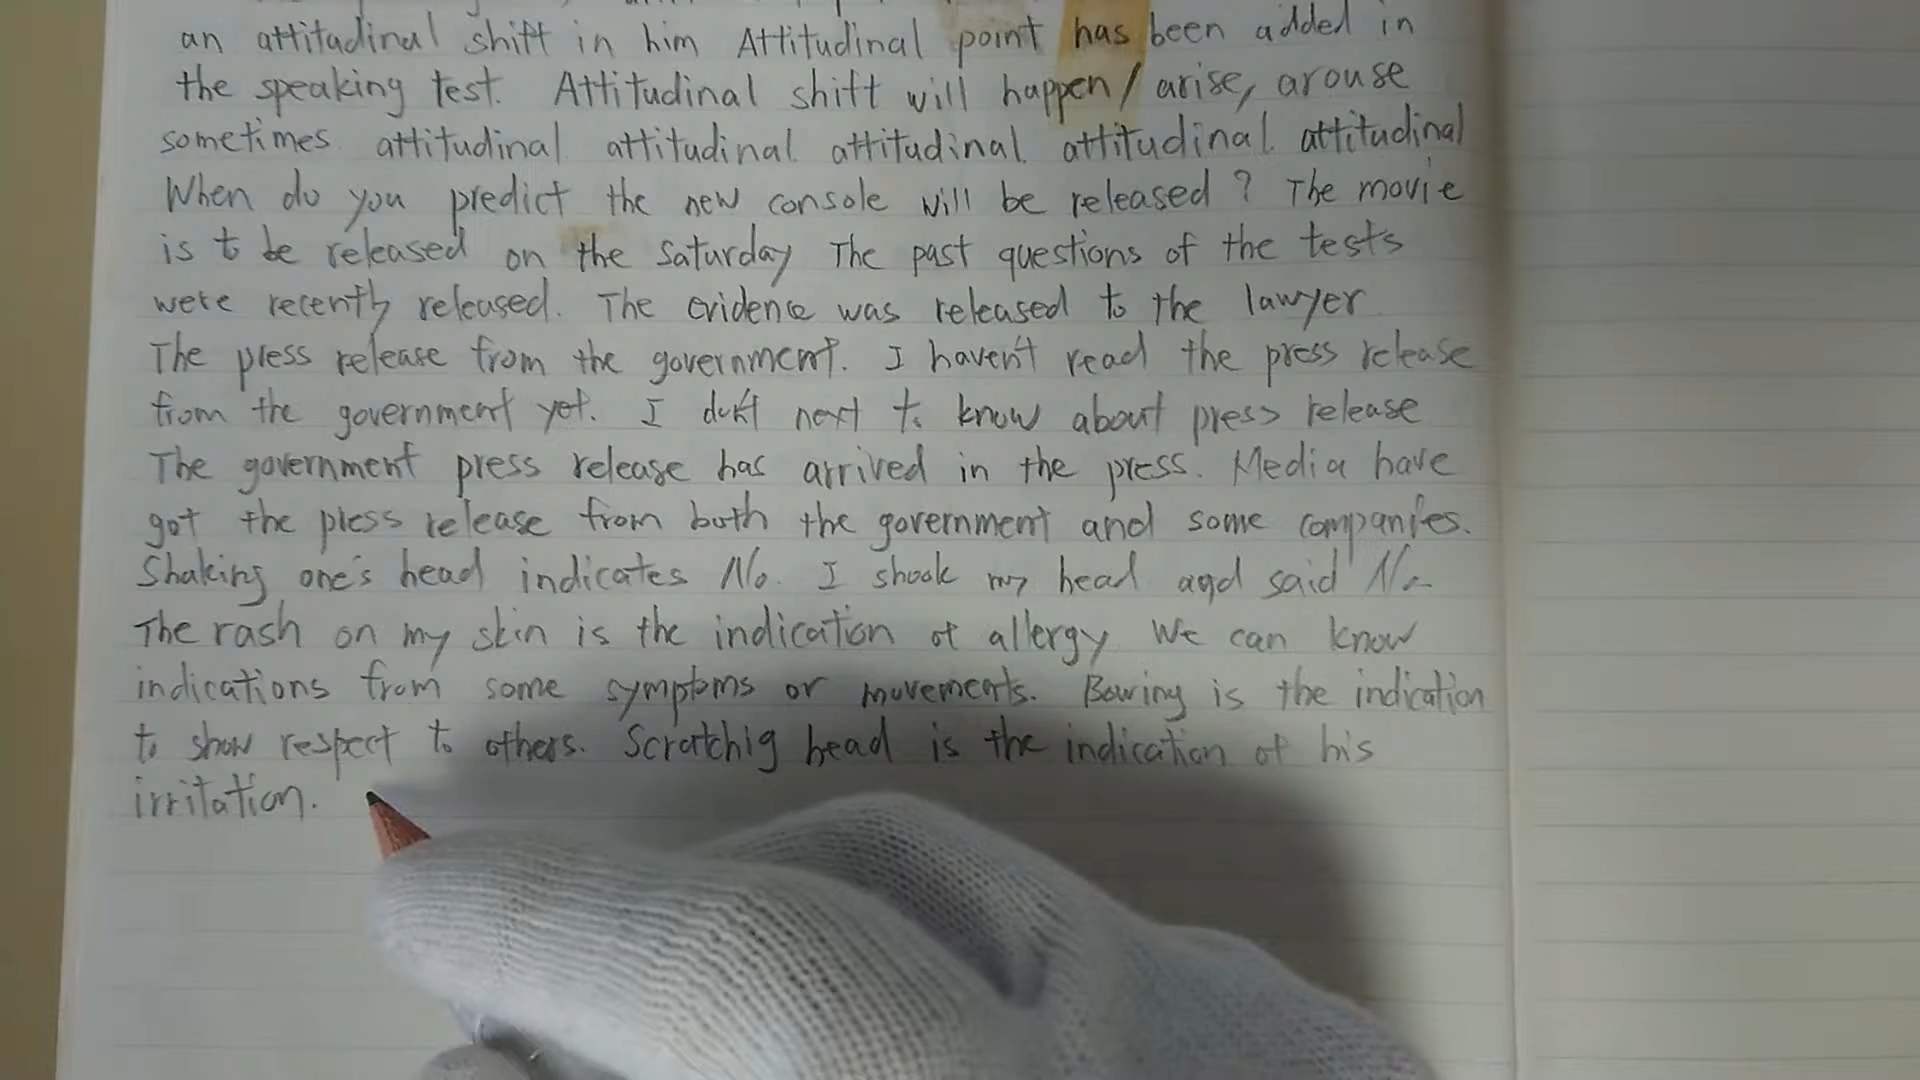 an attitadinal shift in him Attitudinal point has been added in
the speaking test. Attitudinal shift will happen/ arise, arouse
sometimes attitudinal attitudinal attitudinal attitudinal. attitudinal
When do you predict the new console will be released? The movie
is to be released on the Saturday The past questions of the tests
were recently released. The evidence was released to the lawyer
The press release from the government. I haven't read the press release
from the government yet. I to know about press release
The government press release has arrived in the press. Media have
got the press release from both the government and some companies.
Shaking one's head indicates No. I shook my head and said No
The rash on my skin is the indication of allergy. We can know
indications from some symptoms or movements. Bowing is the indication
to show respect to others. Scratchig head is the indication of his
irritation.